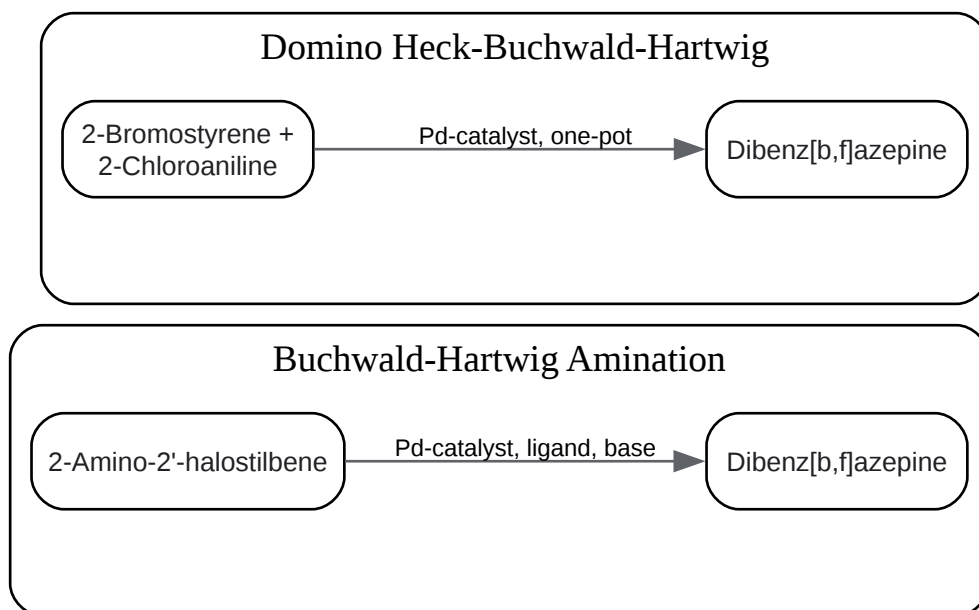 Domino Heck-Buchwald-Hartwig
2-Bromostyrene +
2-Chloroaniline
Pd-catalyst, one-pot
Dibenz[b,f]azepine
Buchwald-Hartwig Amination
2-Amino-2'-halostilbene
Pd-catalyst, ligand, base
Dibenz[b,f]azepine